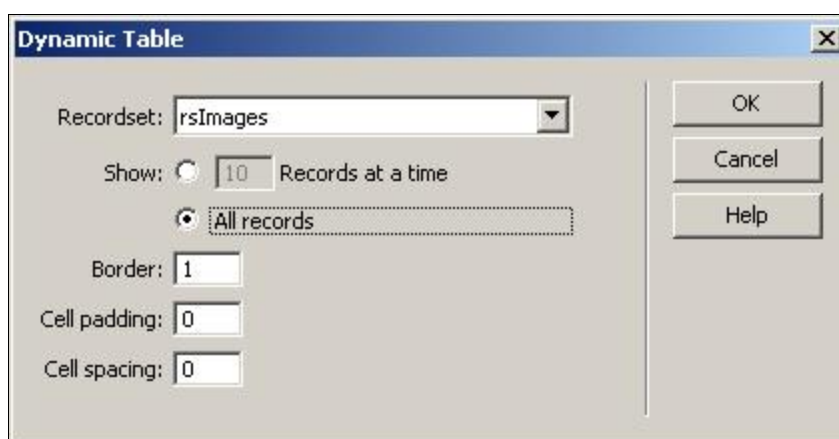 Dynamic Table
Recordset: rsImages
Show: 10 Records at a time
All records
Border: 1
Cell padding: 0
Cell spacing: 0
OK
Cancel
Help